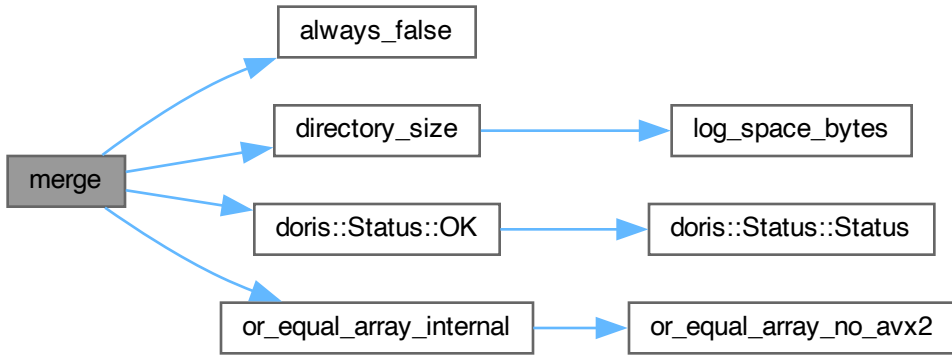 always_false
directory_size
log_space_bytes
merge
doris::Status::OK
doris::Status::Status
or_equal_array_internal
or_equal_array_no_avx2